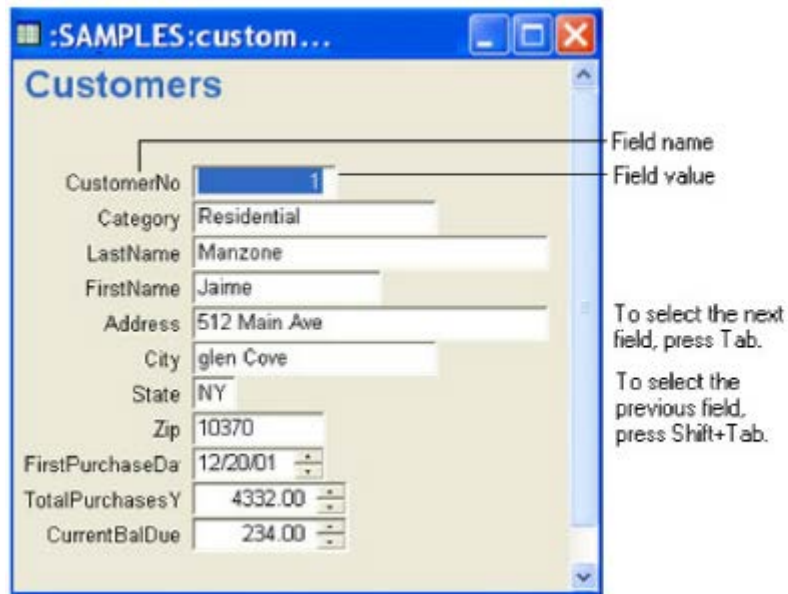 :SAMPLES:custom...
Customers
Field name
CustomerNo 1
Field value
Category Residential
LastName Manzone
FirstName Jaime
Address 512 Main Ave
City glen Cove
State NY
Zip 10370
FirstPurchaseDa 12/20/01
TotalPurchasesY 4332.00
CurrentBalDue 234.00
To select the next
field, press Tab.
To select the
previous field,
press Shift+Tab.